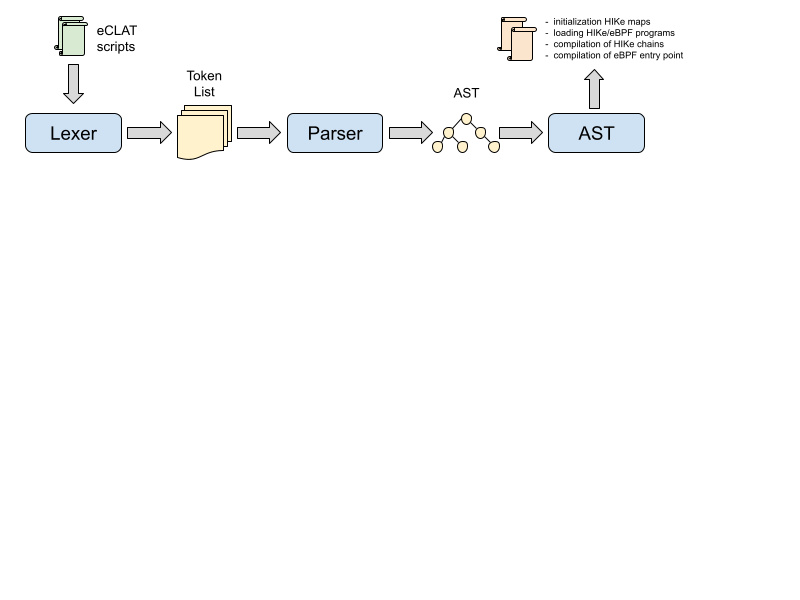 eCLAT
scripts
- initialization HIKe maps
- loading HIKe/eBPF programs
- compilation of HIKe chains
- compilation of eBPF entry point
Token
List
AST
Lexer
Parser
AST